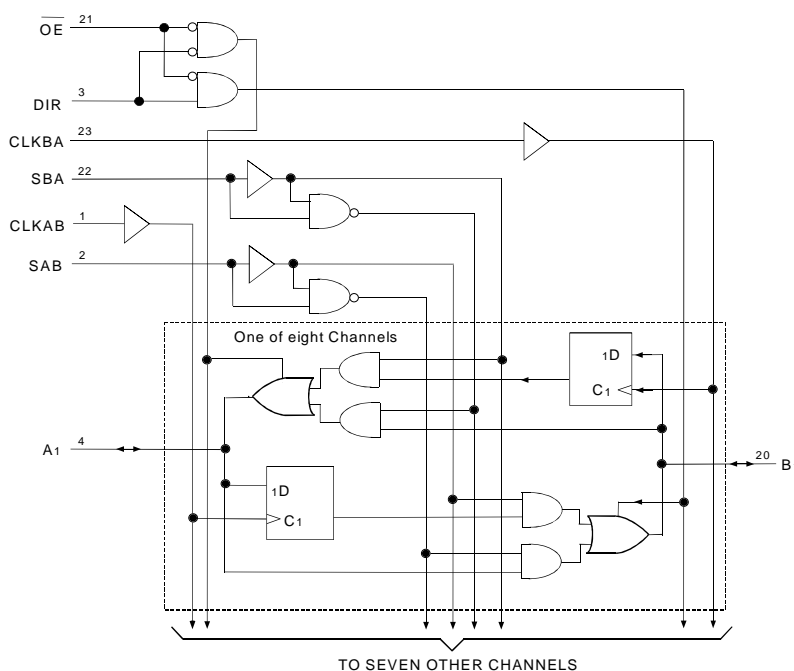 OE 21
DIR 3
CLKBA 23
SBA 22
CLKAB 1
SAB 2
One of eight Channels
1D
C1
A1 4
20 B
1D
C1
TO SEVEN OTHER CHANNELS